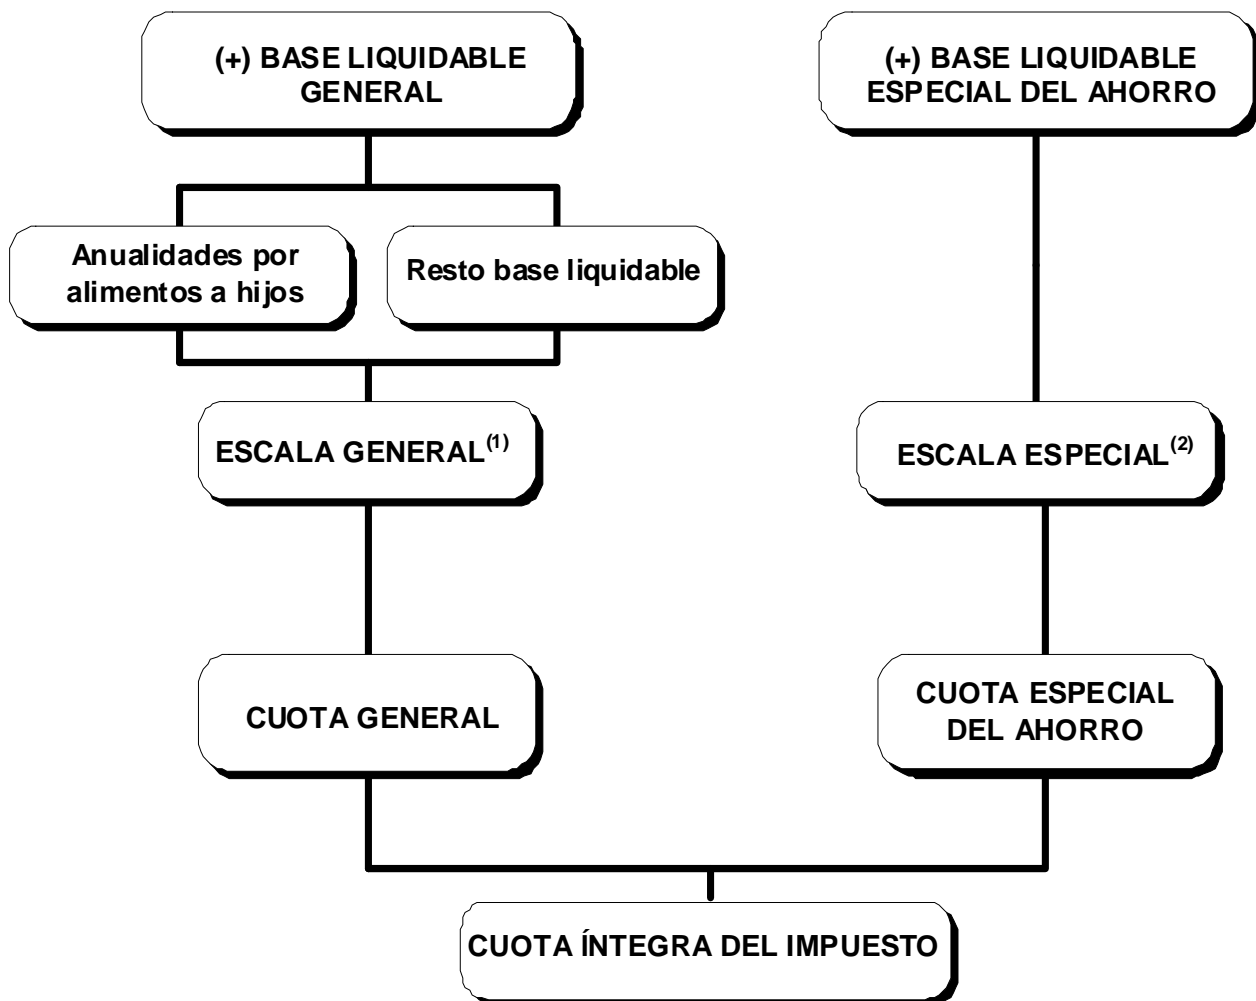 (+) BASE LIQUIDABLE
GENERAL
(+) BASE LIQUIDABLE
ESPECIAL DEL AHORRO
Anualidades por
alimentos a hijos
Resto base liquidable
ESCALA GENERAL(1)
ESCALA ESPECIAL(2)
CUOTA GENERAL
CUOTA ESPECIAL
DEL AHORRO
CUOTA ÍNTEGRA DEL IMPUESTO